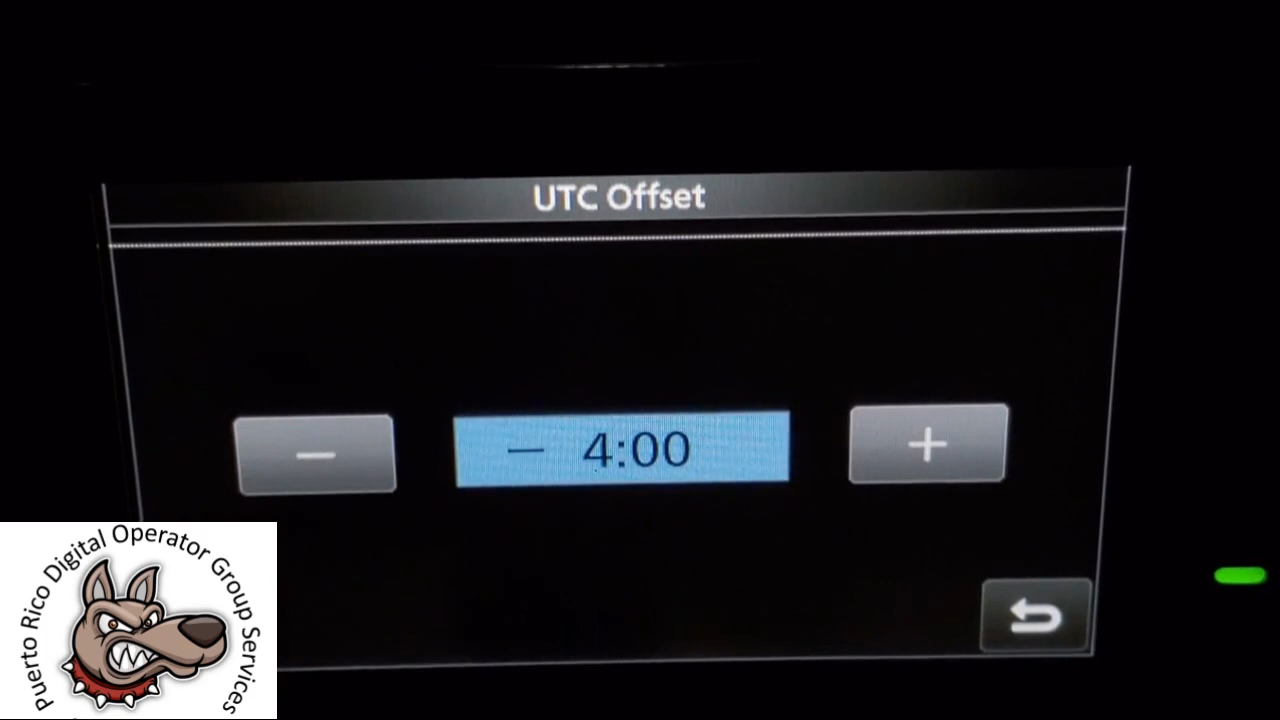 UTC Offset
— 4:00
Puerto Rico Digital Operator Group Services